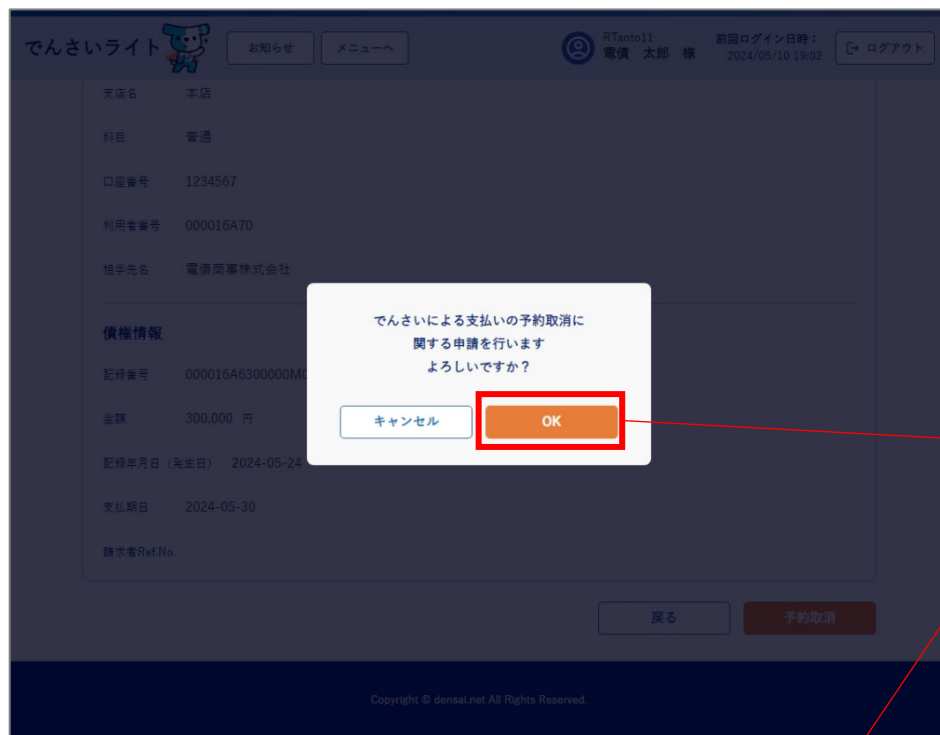 でんさいライト
お知らせ
メニューへ
RTanto11
電債 太郎 様
前回ログイン日時：
2024/05/10 19:02
ログアウト
支店名 本店
科目 普通
口座番号 1234567
利用者番号 000016A70
相手先名 電債商事株式会社
でんさいによる支払いの予約取消に
関する申請を行います
よろしいですか？
キャンセル
OK
債権情報
記録番号 000016A6300000M
金額 300,000 円
記録年月日（発生日） 2024-05-24
支払期日 2024-05-30
請求者Ref.No.
戻る
予約取消
Copyright © densai.net All Rights Reserved.